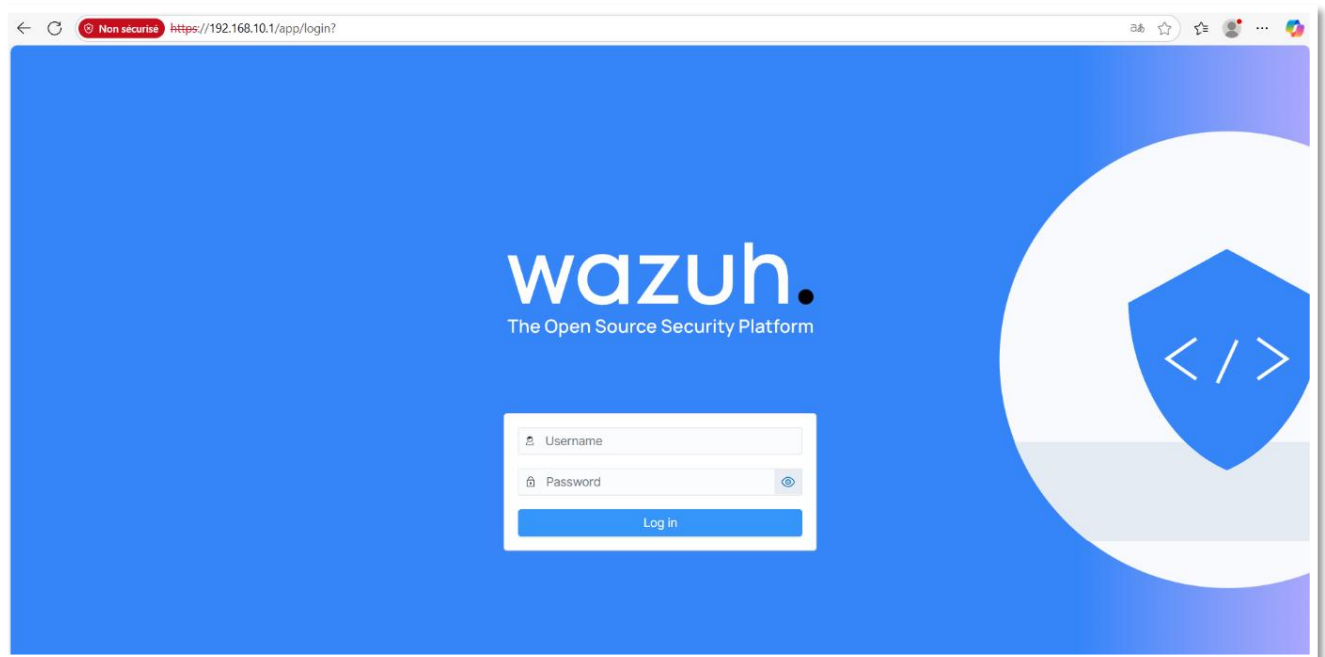 Non sécurisé https://192.168.10.1/app/login?
wazuh.
The Open Source Security Platform
</>
Username
Password
Log in